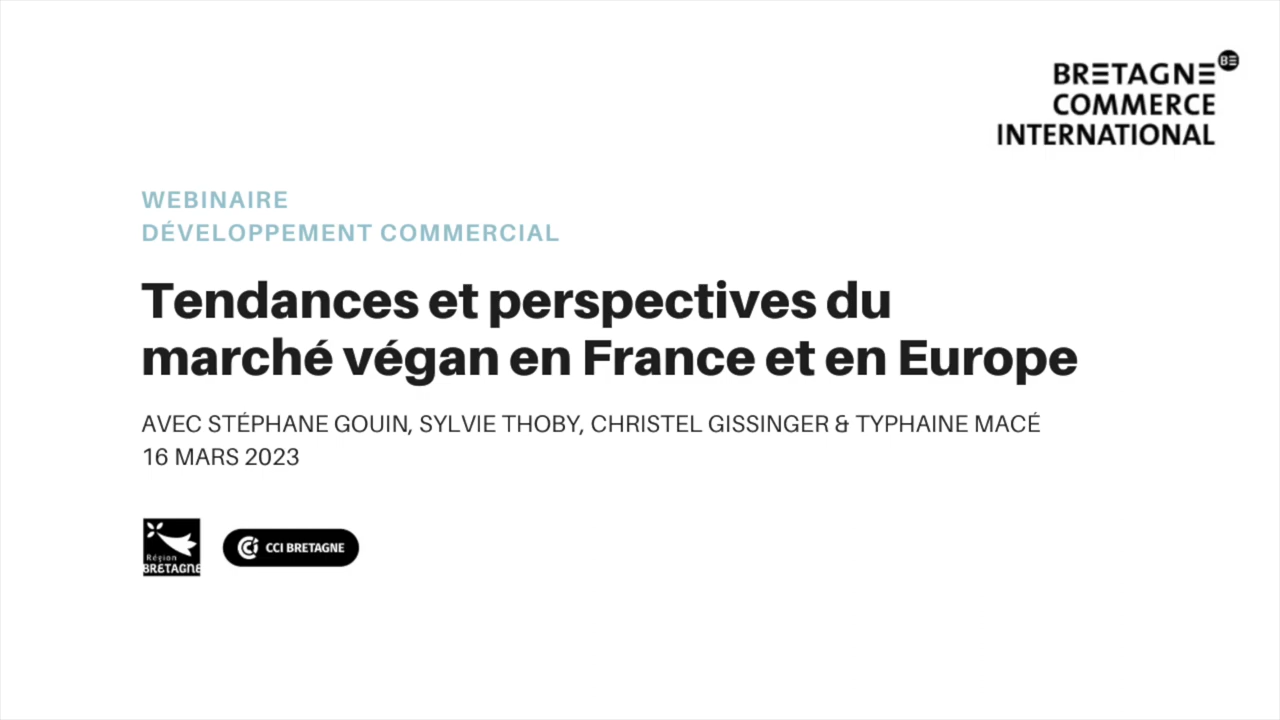 BRETAGNE BE
COMMERCE
INTERNATIONAL
WEBINAIRE
DÉVELOPPEMENT COMMERCIAL
Tendances et perspectives du
marché végan en France et en Europe
AVEC STÉPHANE GOUIN, SYLVIE THOBY, CHRISTEL GISSINGER & TYPHAINE MACÉ
16 MARS 2023
Région
BRETAGNE
CCI BRETAGNE